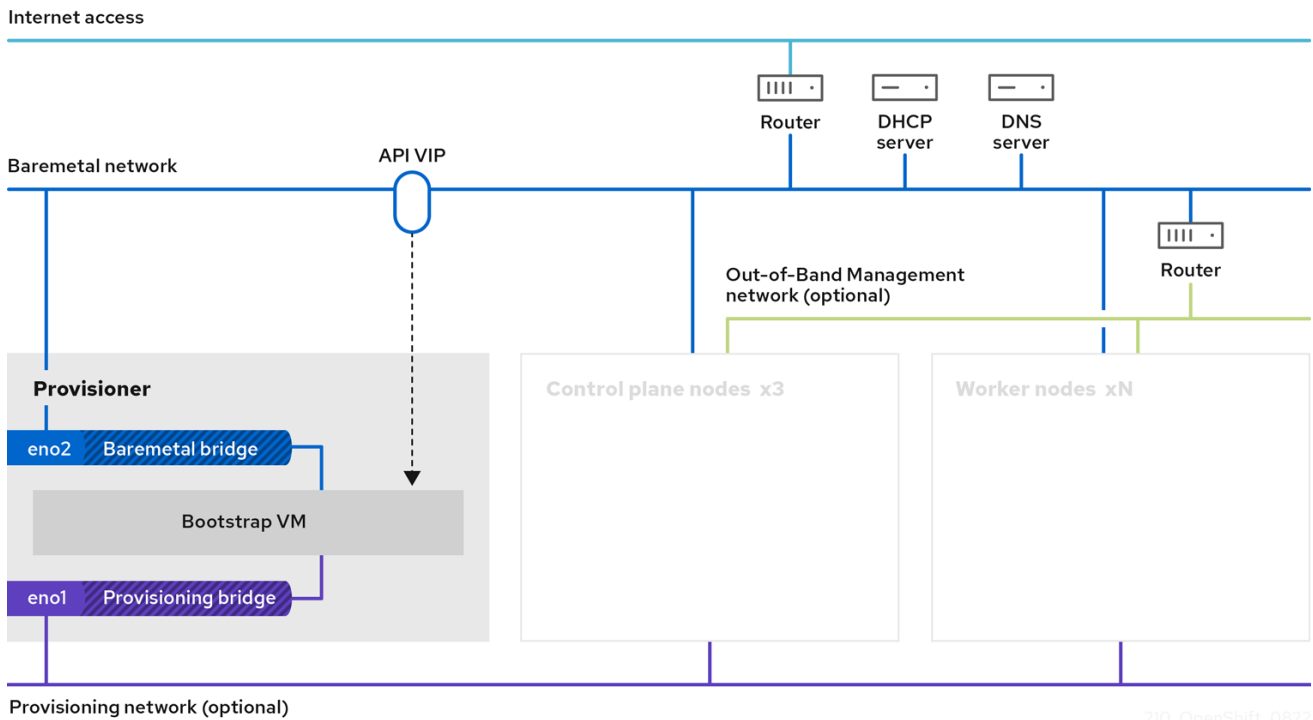 Internet access
Router
DHCP
server
DNS
server
API VIP
Baremetal network
Router
Out-of-Band Management
network (optional)
Provisioner
Control plane nodes x3
Worker nodes xN
eno2
Baremetal bridge
Bootstrap VM
eno1
Provisioning bridge
Provisioning network (optional)
210_OpenShift_0822